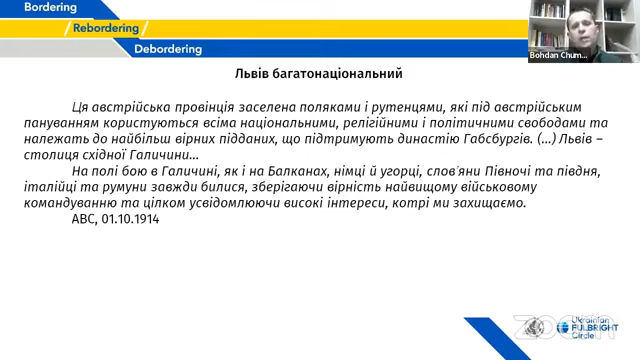 Bordering
Rebordering
Debordering
Bohdan Chum...
Львів багатонаціональний
Ця австрійська провінція заселена поляками і рутенцями, які під австрійським
пануванням користуються всіма національними, релігійними і політичними свободами та
належать до найбільш вірних підданих, що підтримують династію Габсбургів. (...) Львів –
столиця східної Галичини...
На полі бою в Галичині, як і на Балканах, німці й угорці, слов'яни Півночі та півдня,
італійці та румуни завжди билися, зберігаючи вірність найвищому військовому
командуванню та цілком усвідомлюючи високі інтереси, котрі ми захищаємо.
ABC, 01.10.1914
zoom
Ukrainian
FULBRIGHT
Circle